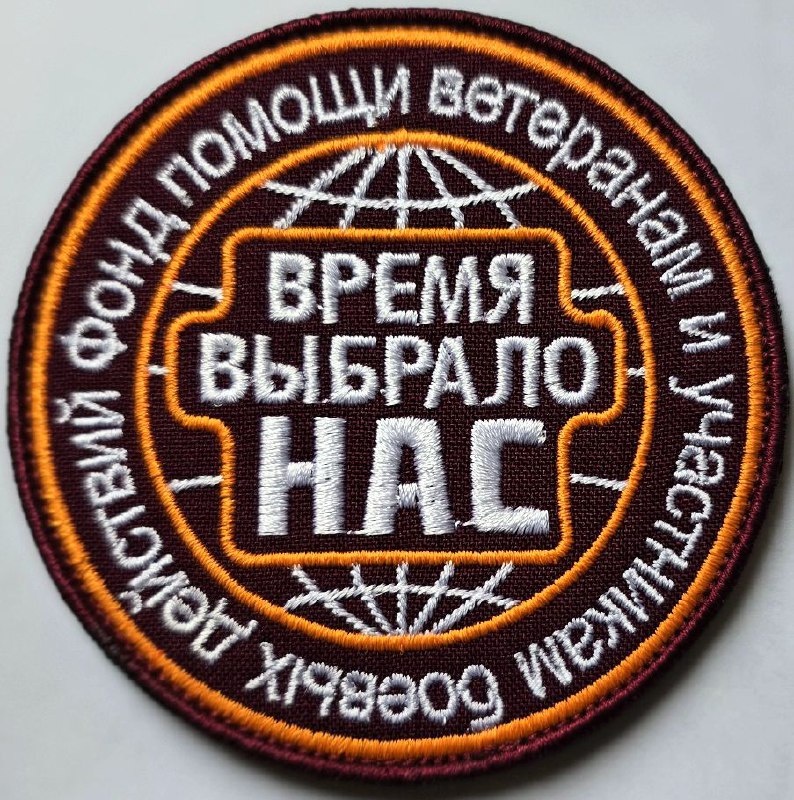 Фонд помощи ветеранам и участникам боевых действий
ВРЕМЯ
ВЫБРАЛО
НАС